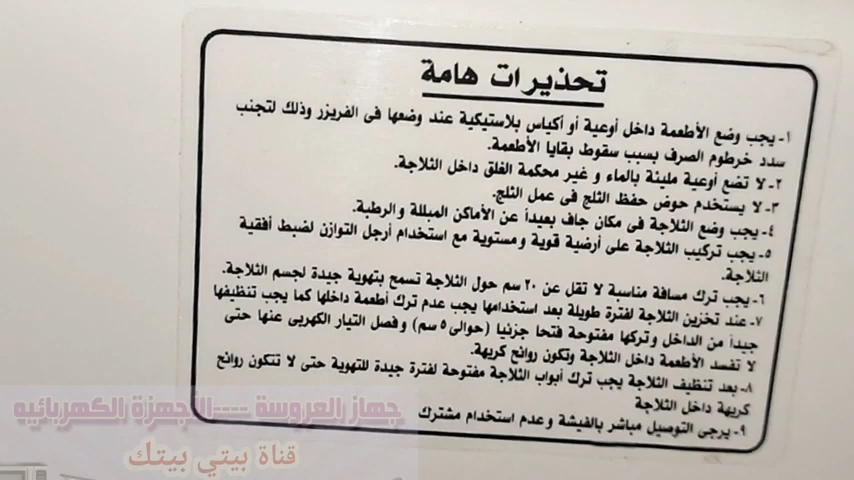 تحذيرات هامة
١- يجب وضع الأطعمة داخل أوعية أو أكياس بلاستيكية عند وضعها فى الفريزر وذلك لتجنب
سدد خرطوم الصرف بسبب سقوط بقايا الأطعمة.
٢- لا تضع أوعية مليئة بالماء و غير محكمة الغلق داخل الثلاجة.
٣- لا يستخدم حوض حفظ الثلج فى عمل الثلج.
٤- يجب وضع الثلاجة فى مكان جاف بعيداً عن الأماكن المبللة والرطبة.
٥- يجب تركيب الثلاجة على أرضية قوية ومستوية مع استخدام أرجل التوازن لضبط أفقية
الثلاجة.
٦- يجب ترك مسافة مناسبة لا تقل عن ٢٠ سم حول الثلاجة تسمح بتهوية جيدة لجسم الثلاجة.
٧- عند تخزين الثلاجة لفترة طويلة بعد استخدامها يجب عدم ترك أطعمة داخلها كما يجب تنظيفها
جيداً من الداخل وتركها مفتوحة فتحا جزئيا (حوالى ٥ سم) وفصل التيار الكهربى عنها حتى
لا تفسد الأطعمة داخل الثلاجة وتكون روائح كريهة.
٨- بعد تنظيف الثلاجة يجب ترك أبواب الثلاجة مفتوحة لفترة جيدة للتهوية حتى لا تتكون روائح
كريهة داخل الثلاجة
٩- يرجى التوصيل مباشر بالفيشة وعدم استخدام مشترك
جهاز العروسة ----الأجهزة الكهربائيو
قناة بيتي بيتك